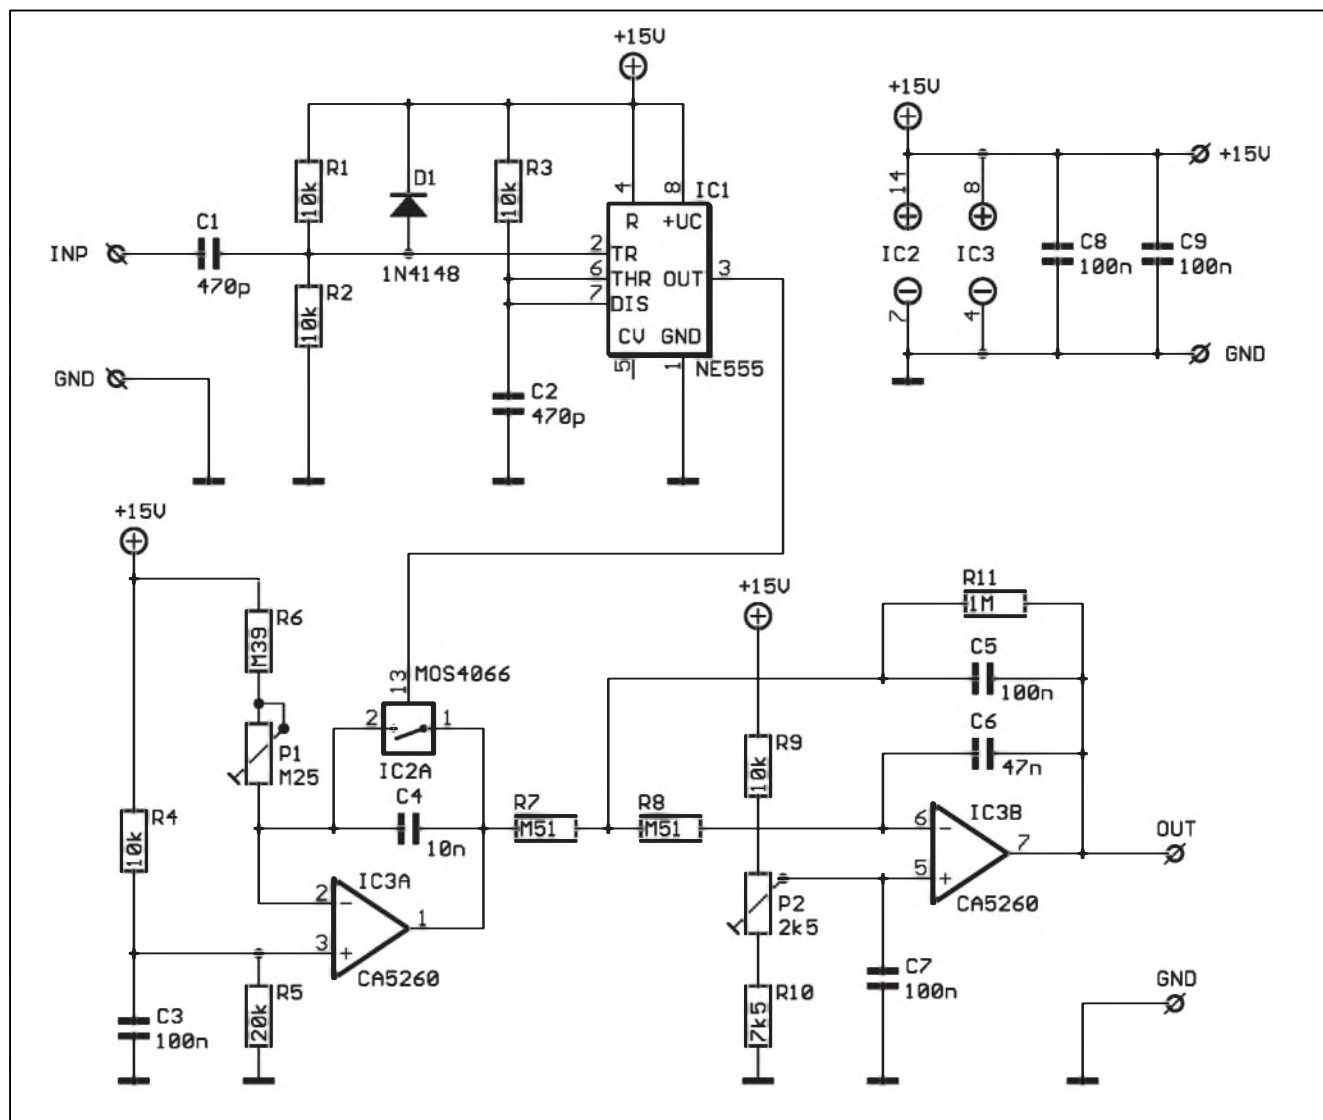 +15V
R1
10k
D1
1N4148
R3
10k
4
8
IC1
R
+UC
C1
470p
INP
2
TR
6
THR
OUT
3
7
DIS
R2
10k
CV
GND
5
1
NE555
GND
C2
470p
+15V
14
8
+15V
IC2
IC3
C8
100n
C9
100n
7
4
GND
+15V
R6
M39
P1
M25
R4
10k
13
MOS4066
2
1
IC2A
C4
10n
R7
M51
R8
M51
IC3A
2
-
3
+
1
CA5260
C3
100n
R5
20k
+15V
R9
10k
P2
2k5
R10
7k5
C7
100n
R11
1M
C5
100n
C6
47n
6
-
5
+
IC3B
7
CA5260
OUT
GND